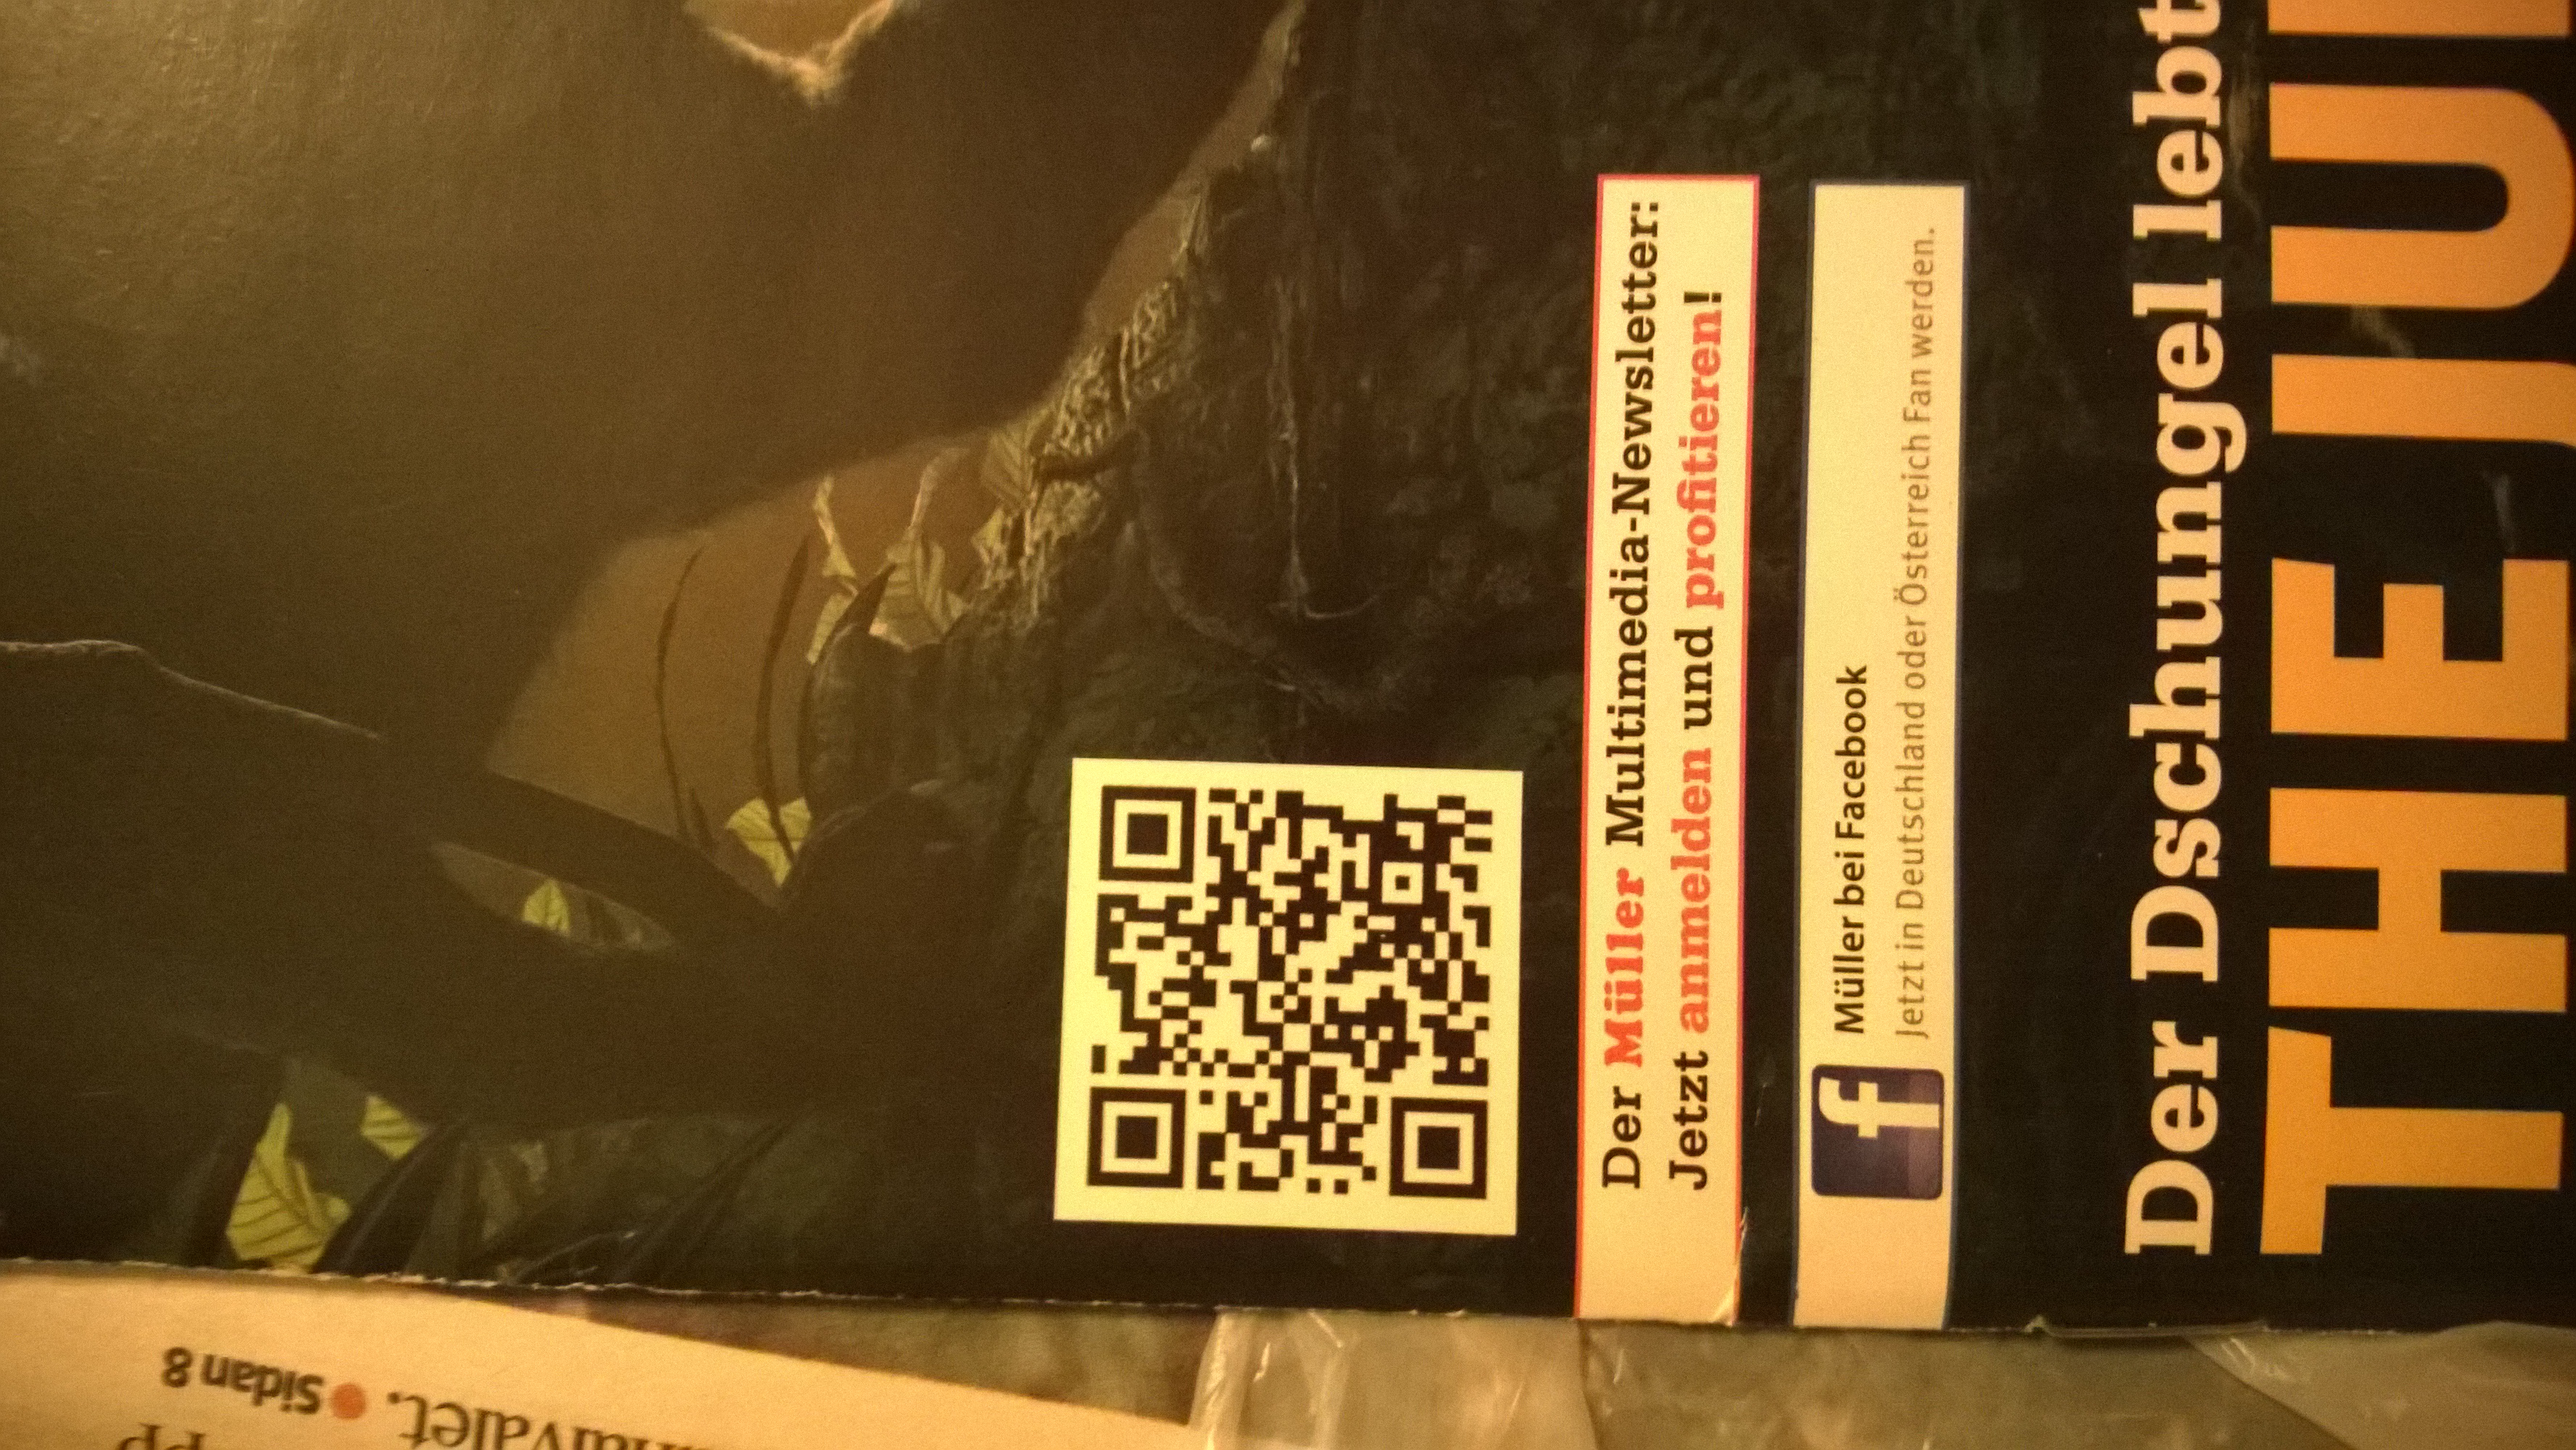 Der Müller Multimedia-Newsletter:
Jetzt anmelden und profitieren!
f
Müller bei Facebook
Jetzt in Deutschland oder Österreich Fan werden.
Der Dschungel lebt
THE JU
Sidan 8